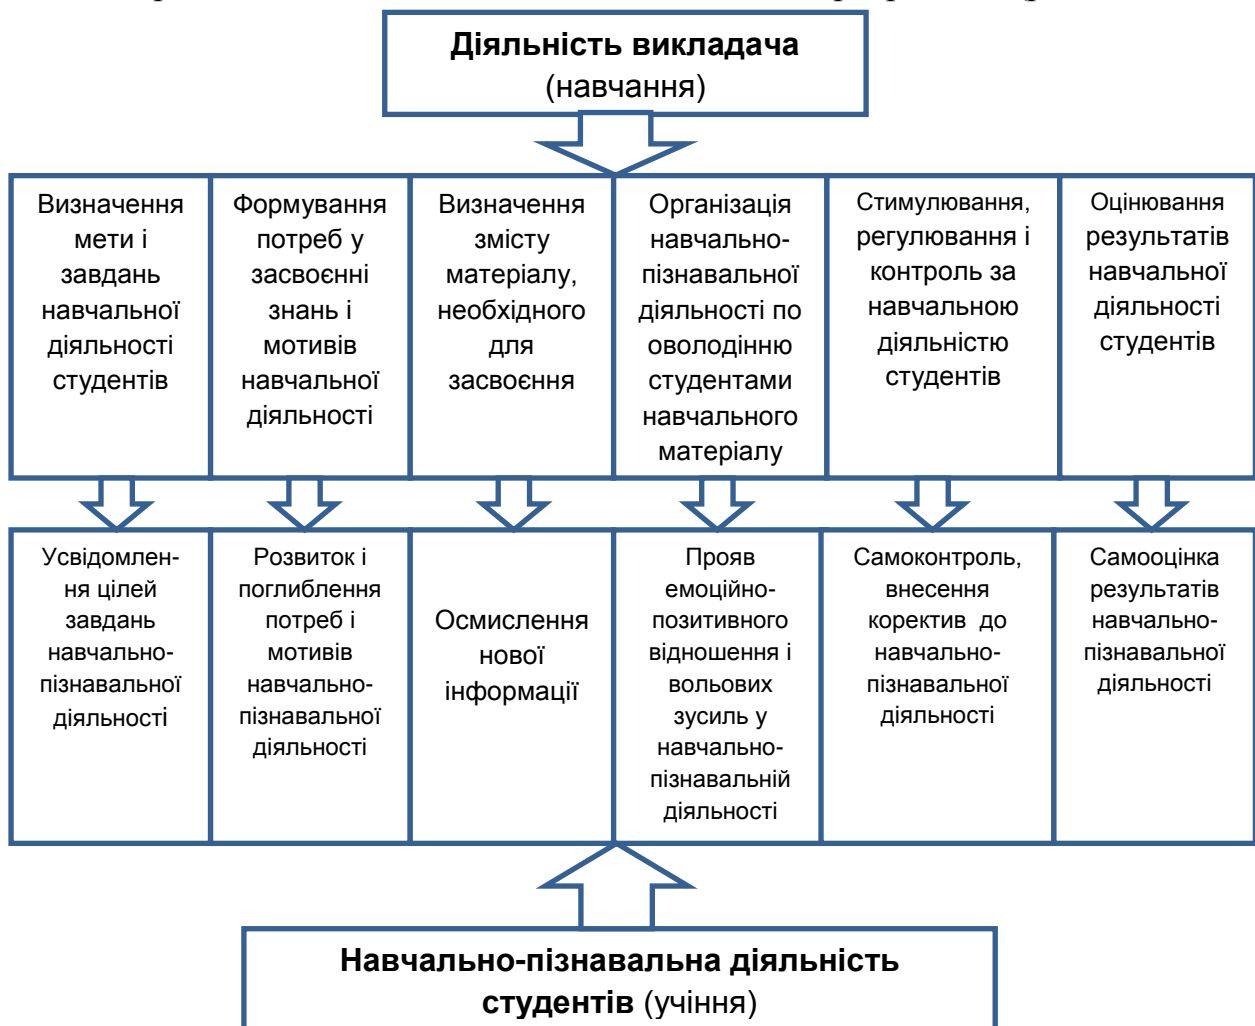 Діяльність викладача
(навчання)
Визначення
мети і
завдань
навчальної
діяльності
студентів
Формування
потреб у
засвоєнні
знань і
мотивів
навчальної
діяльності
Визначення
змісту
матеріалу,
необхідного
для
засвоєння
Організація
навчально-
пізнавальної
діяльності по
оволодінню
студентами
навчального
матеріалу
Стимулювання,
регулювання і
контроль за
навчальною
діяльністю
студентів
Оцінювання
результатів
навчальної
діяльності
студентів
Усвідомлен-
ня цілей
завдань
навчально-
пізнавальної
діяльності
Розвиток і
поглиблення
потреб і
мотивів
навчально-
пізнавальної
діяльності
Осмислення
нової
інформації
Прояв
емоційно-
позитивного
відношення і
вольових
зусиль у
навчально-
пізнавальній
діяльності
Самоконтроль,
внесення
коректив до
навчально-
пізнавальної
діяльності
Самооцінка
результатів
навчально-
пізнавальної
діяльності
Навчально-пізнавальна діяльність
студентів (учіння)